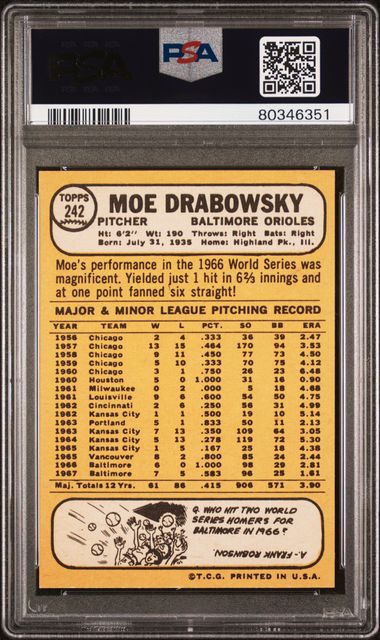 PSA
PSA
80346351
TOPPS
242
MOE DRABOWSKY
PITCHER BALTIMORE ORIOLES
Ht: 6'2" Wt: 190 Throws: Right Bats: Right
Born: July 31, 1935 Home: Highland Pk., Ill.
Moe's performance in the 1966 World Series was
magnificent. Yielded just 1 hit in 6⅔ innings and
at one point fanned six straight!
MAJOR & MINOR LEAGUE PITCHING RECORD
YEAR TEAM W L PCT. SO BB ERA
1956 Chicago 2 4 .333 36 39 2.47
1957 Chicago 13 15 .464 170 94 3.53
1958 Chicago 9 11 .450 77 73 4.50
1959 Chicago 5 10 .333 70 75 4.12
1960 Chicago 3 1 .750 26 23 6.48
1960 Houston 5 0 1.000 31 16 0.90
1961 Milwaukee 0 2 .000 5 18 4.68
1961 Louisville 9 6 .600 54 50 4.75
1962 Cincinnati 2 6 .250 56 31 4.99
1962 Kansas City 1 1 .500 19 10 5.14
1963 Portland 5 1 .833 50 11 2.13
1963 Kansas City 7 13 .350 109 64 3.05
1964 Kansas City 5 13 .278 119 72 5.30
1965 Kansas City 1 5 .167 25 18 4.38
1965 Vancouver 8 2 .800 85 24 2.44
1966 Baltimore 6 0 1.000 98 29 2.81
1967 Baltimore 7 5 .583 96 25 1.61
Maj. Totals 12 Yrs. 61 86 .415 906 571 3.90
Q. WHO HIT TWO WORLD
SERIES HOMERS FOR
BALTIMORE IN 1966?
A.- FRANK ROBINSON.
©T.C.G. PRINTED IN U.S.A.